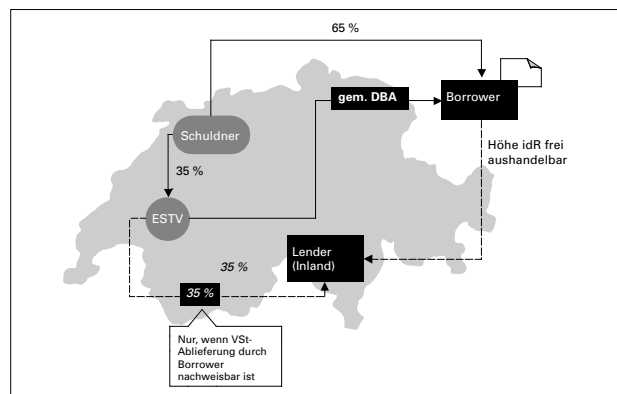 65 %
gem. DBA
Borrower
Schuldner
Höhe idR frei
aushandelbar
35 %
ESTV
Lender
(Inland)
35 %
35 %
Nur, wenn VSt-
Ablieferung durch
Borrower
nachweisbar ist